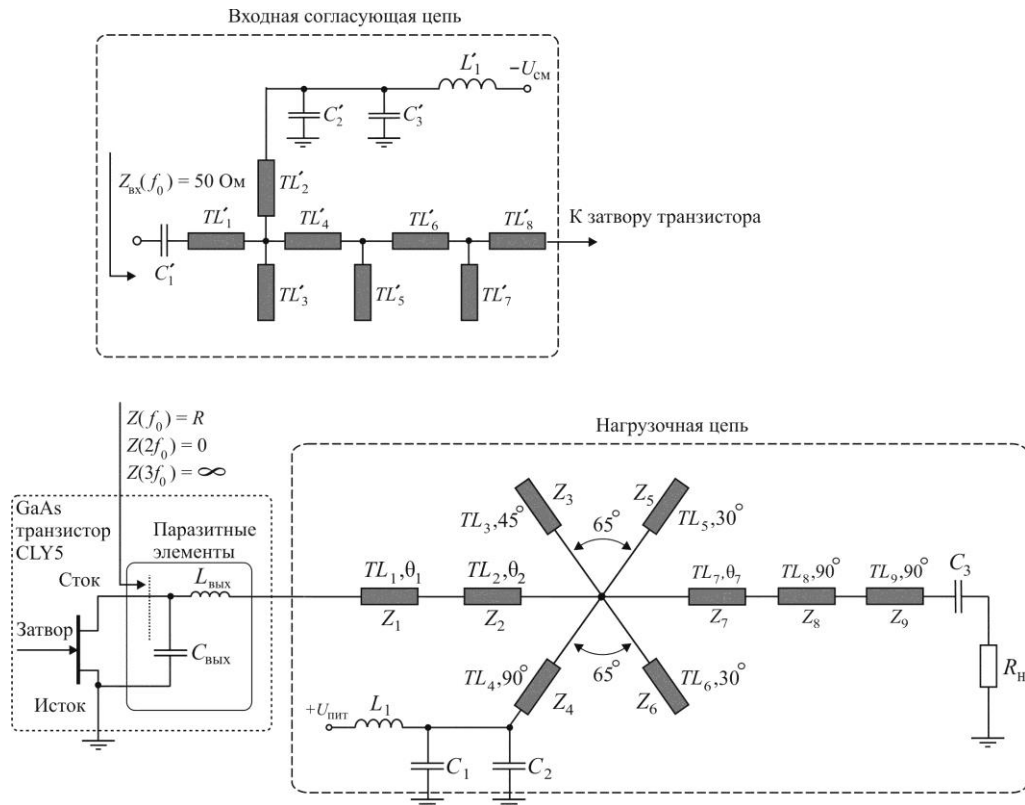 Входная согласующая цепь
L′₁
−Uсм
C′₂
C′₃
Zвх(f₀) = 50 Ом
TL′₂
TL′₁
TL′₄
TL′₆
TL′₈
К затвору транзистора
C′₁
TL′₃
TL′₅
TL′₇
Z(f₀) = R
Z(2f₀) = 0
Z(3f₀) = ∞
Нагрузочная цепь
GaAs
транзистор
CLY5
Паразитные
элементы
Сток
Lвых
Затвор
Cвых
Исток
Z₃
Z₅
TL₃,45°
65°
TL₅,30°
TL₁,θ₁
TL₂,θ₂
TL₇,θ₇
TL₈,90°
TL₉,90°
C₃
Z₁
Z₂
Z₇
Z₈
Z₉
TL₄,90°
65°
TL₆,30°
Z₄
Z₆
Rн
+Uпит
L₁
C₁
C₂